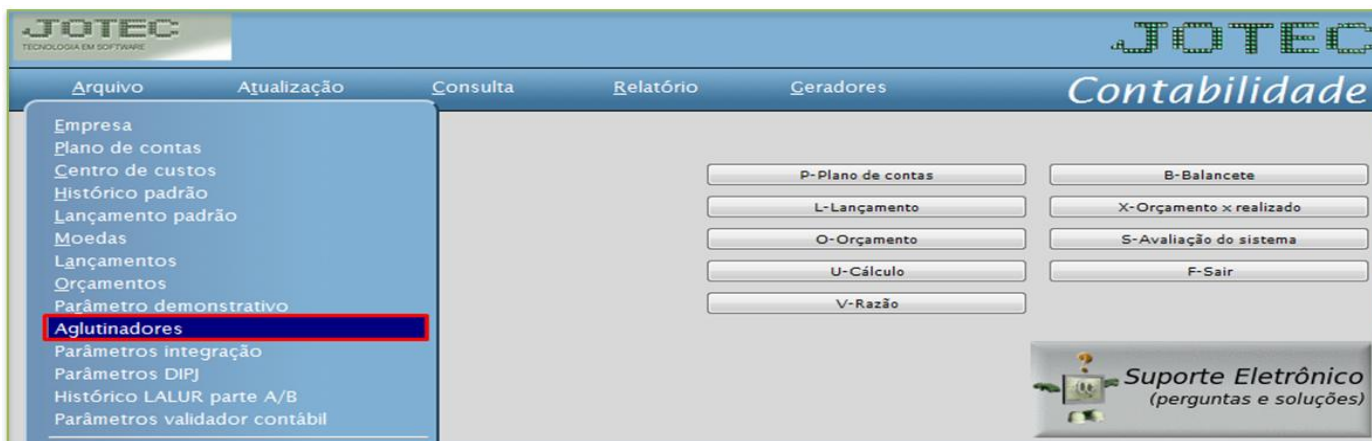 JOTEC
TECNOLOGIA EM SOFTWARE
JOTEC
Arquivo Atualização Consulta Relatório Geradores Contabilidade
Empresa
Plano de contas
Centro de custos
Histórico padrão
Lançamento padrão
Moedas
Lançamentos
Orçamentos
Parâmetro demonstrativo
Aglutinadores
Parâmetros integração
Parâmetros DIPJ
Histórico LALUR parte A/B
Parâmetros validador contábil
P-Plano de contas B-Balancete
L-Lançamento X-Orçamento x realizado
O-Orçamento S-Avaliação do sistema
U-Cálculo F-Sair
V-Razão
Suporte Eletrônico
(perguntas e soluções)